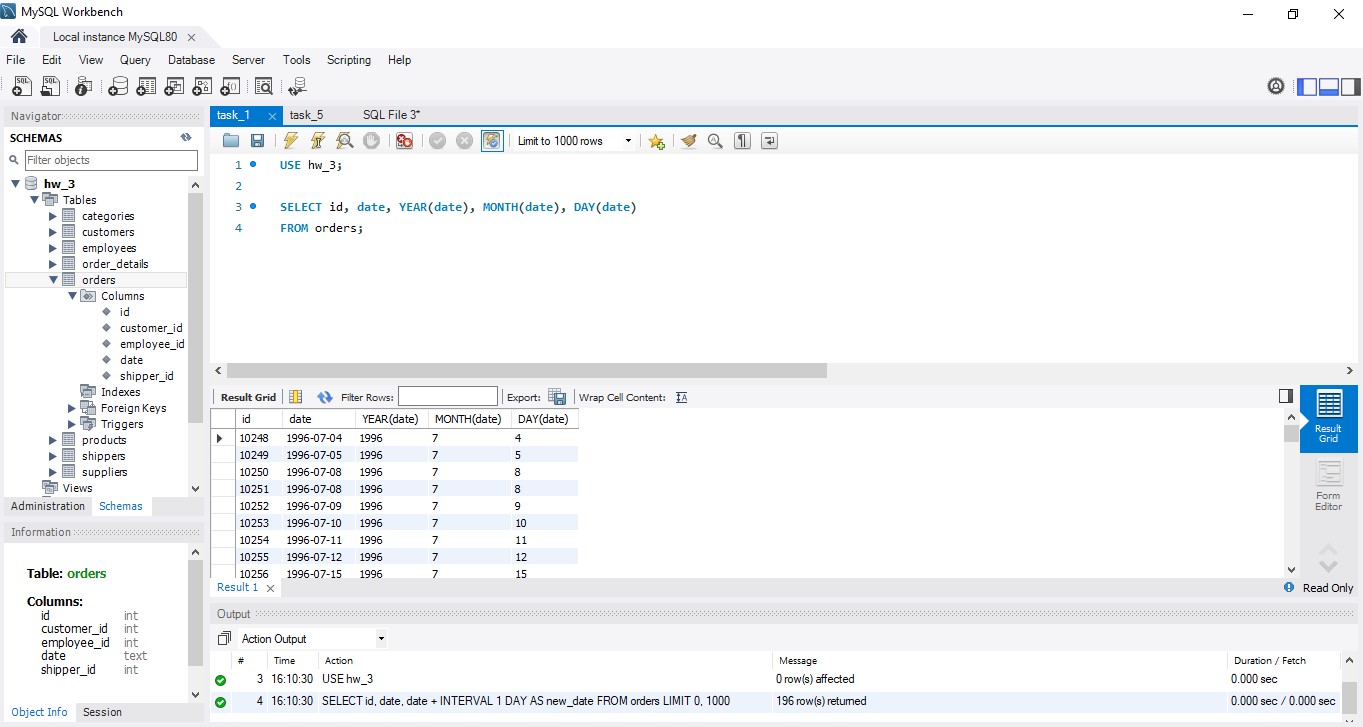 MySQL Workbench
Local instance MySQL80
File Edit View Query Database Server Tools Scripting Help
Navigator
SCHEMAS
Filter objects
hw_3
Tables
categories
customers
employees
order_details
orders
Columns
id
customer_id
employee_id
date
shipper_id
Indexes
Foreign Keys
Triggers
products
shippers
suppliers
Views
Administration Schemas
Information
Table: orders
Columns:
id int
customer_id int
employee_id int
date text
shipper_id int
Object Info Session
task_1 task_5 SQL File 3*
Limit to 1000 rows
1 USE hw_3;
2
3 SELECT id, date, YEAR(date), MONTH(date), DAY(date)
4 FROM orders;
Result Grid Filter Rows: Export: Wrap Cell Content:
id date YEAR(date) MONTH(date) DAY(date)
10248 1996-07-04 1996 7 4
10249 1996-07-05 1996 7 5
10250 1996-07-08 1996 7 8
10251 1996-07-08 1996 7 8
10252 1996-07-09 1996 7 9
10253 1996-07-10 1996 7 10
10254 1996-07-11 1996 7 11
10255 1996-07-12 1996 7 12
10256 1996-07-15 1996 7 15
Result Grid
Form Editor
Result 1
Read Only
Output
Action Output
# Time Action Message Duration / Fetch
3 16:10:30 USE hw_3 0 row(s) affected 0.000 sec
4 16:10:30 SELECT id, date, date + INTERVAL 1 DAY AS new_date FROM orders LIMIT 0, 1000 196 row(s) returned 0.000 sec / 0.000 sec